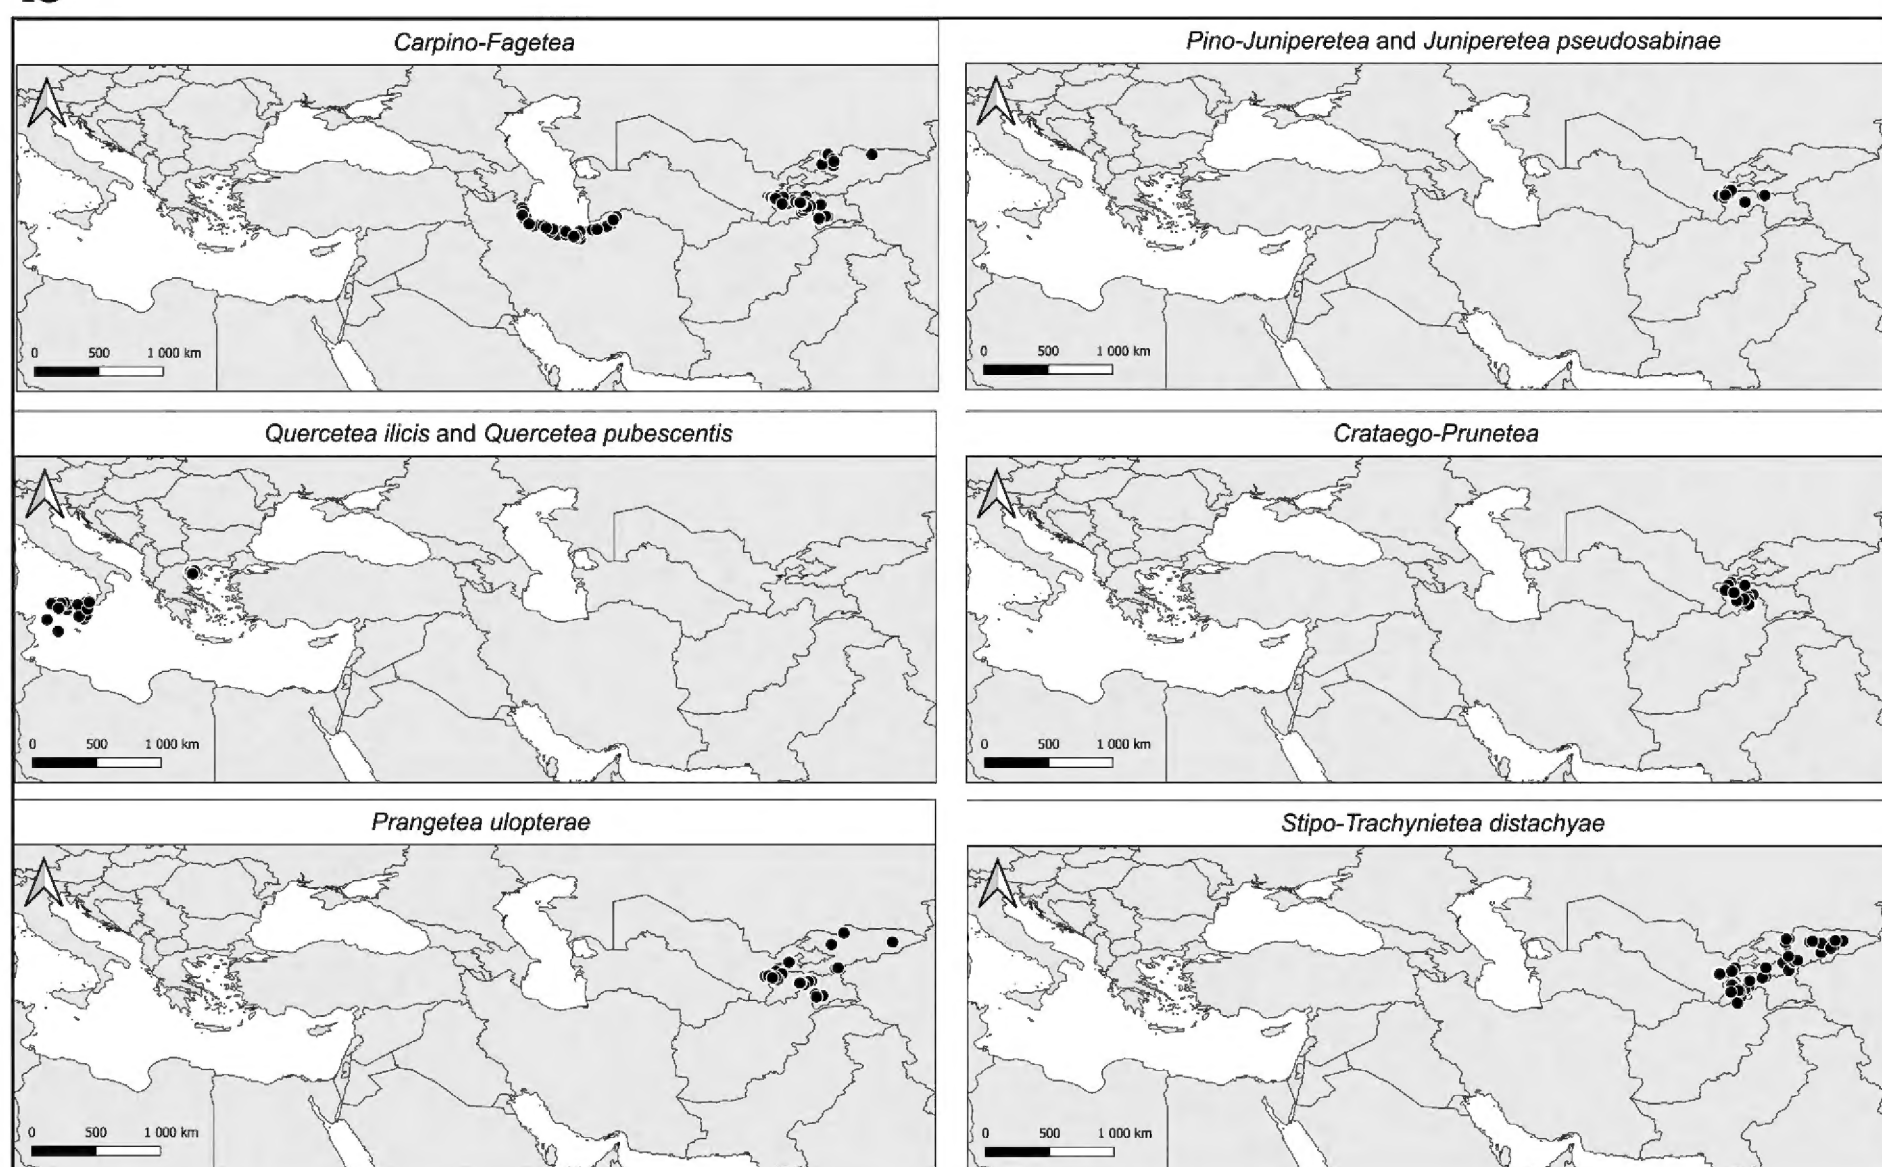 Carpino-Fagetea
Pino-Juniperetea and Juniperetea pseudosabinae
0 500 1 000 km
0 500 1 000 km
Quercetea ilicis and Quercetea pubescentis
Crataego-Prunetea
0 500 1 000 km
0 500 1 000 km
Prangetea ulopterae
Stipo-Trachynietea distachyae
0 500 1 000 km
0 500 1 000 km